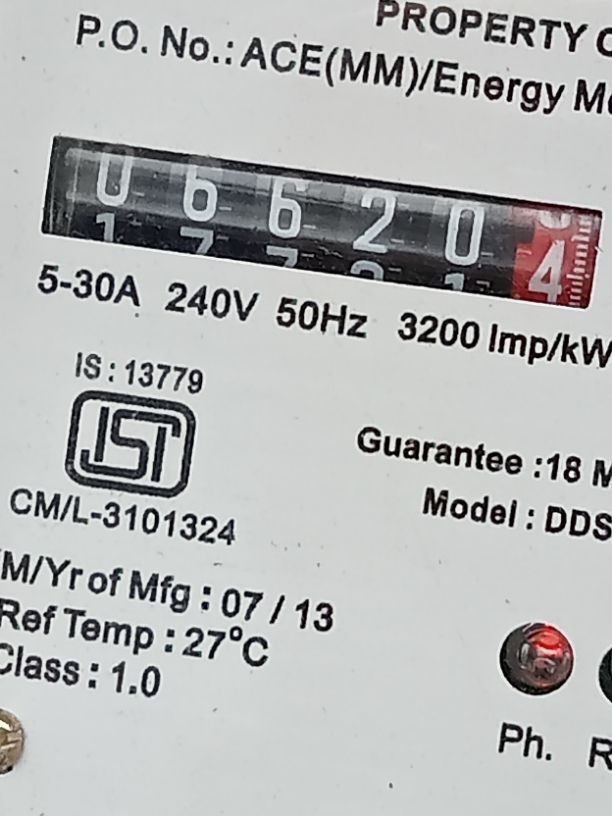 PROPERTY
P.O. No.: ACE(MM)/Energy
06620 4
5-30A 240V 50Hz 3200 Imp/kW
IS : 13779
ISI
CM/L-3101324
Guarantee :18 M
Model : DDS
M/Yr of Mfg : 07 / 13
Ref Temp : 27°C
Class : 1.0
Ph. R